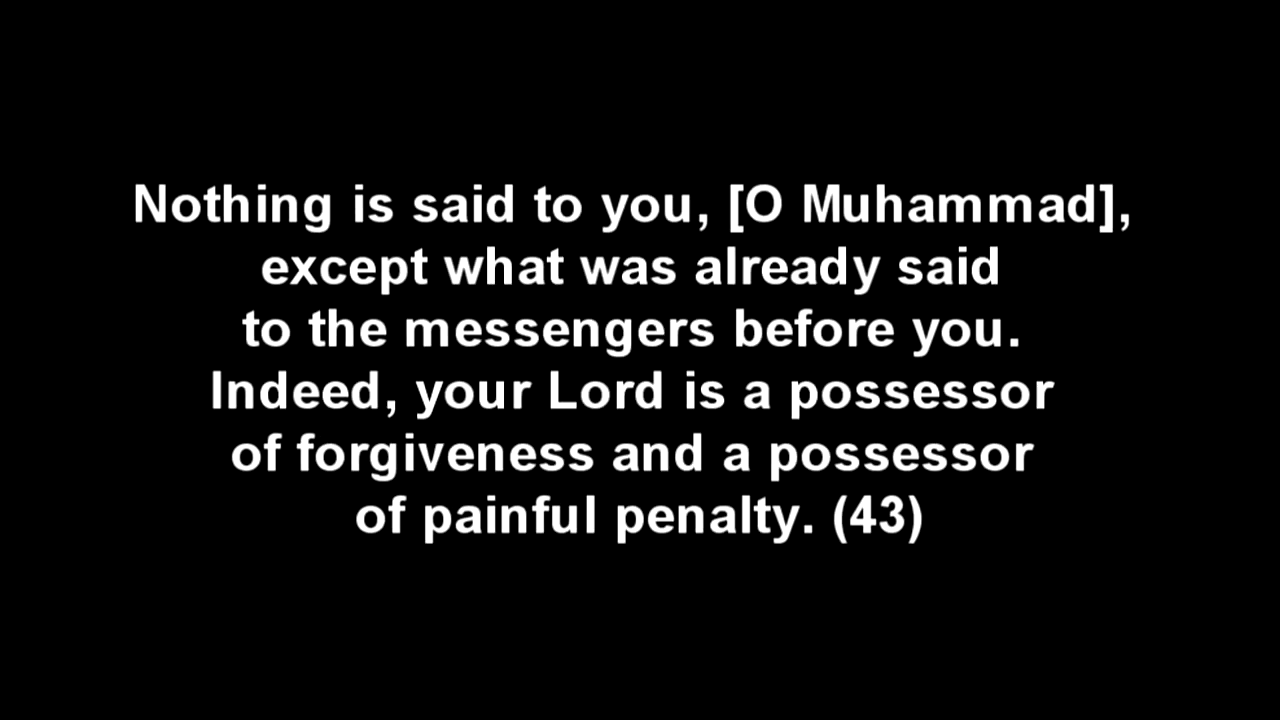 Nothing is said to you, [O Muhammad],
except what was already said
to the messengers before you.
Indeed, your Lord is a possessor
of forgiveness and a possessor
of painful penalty. (43)